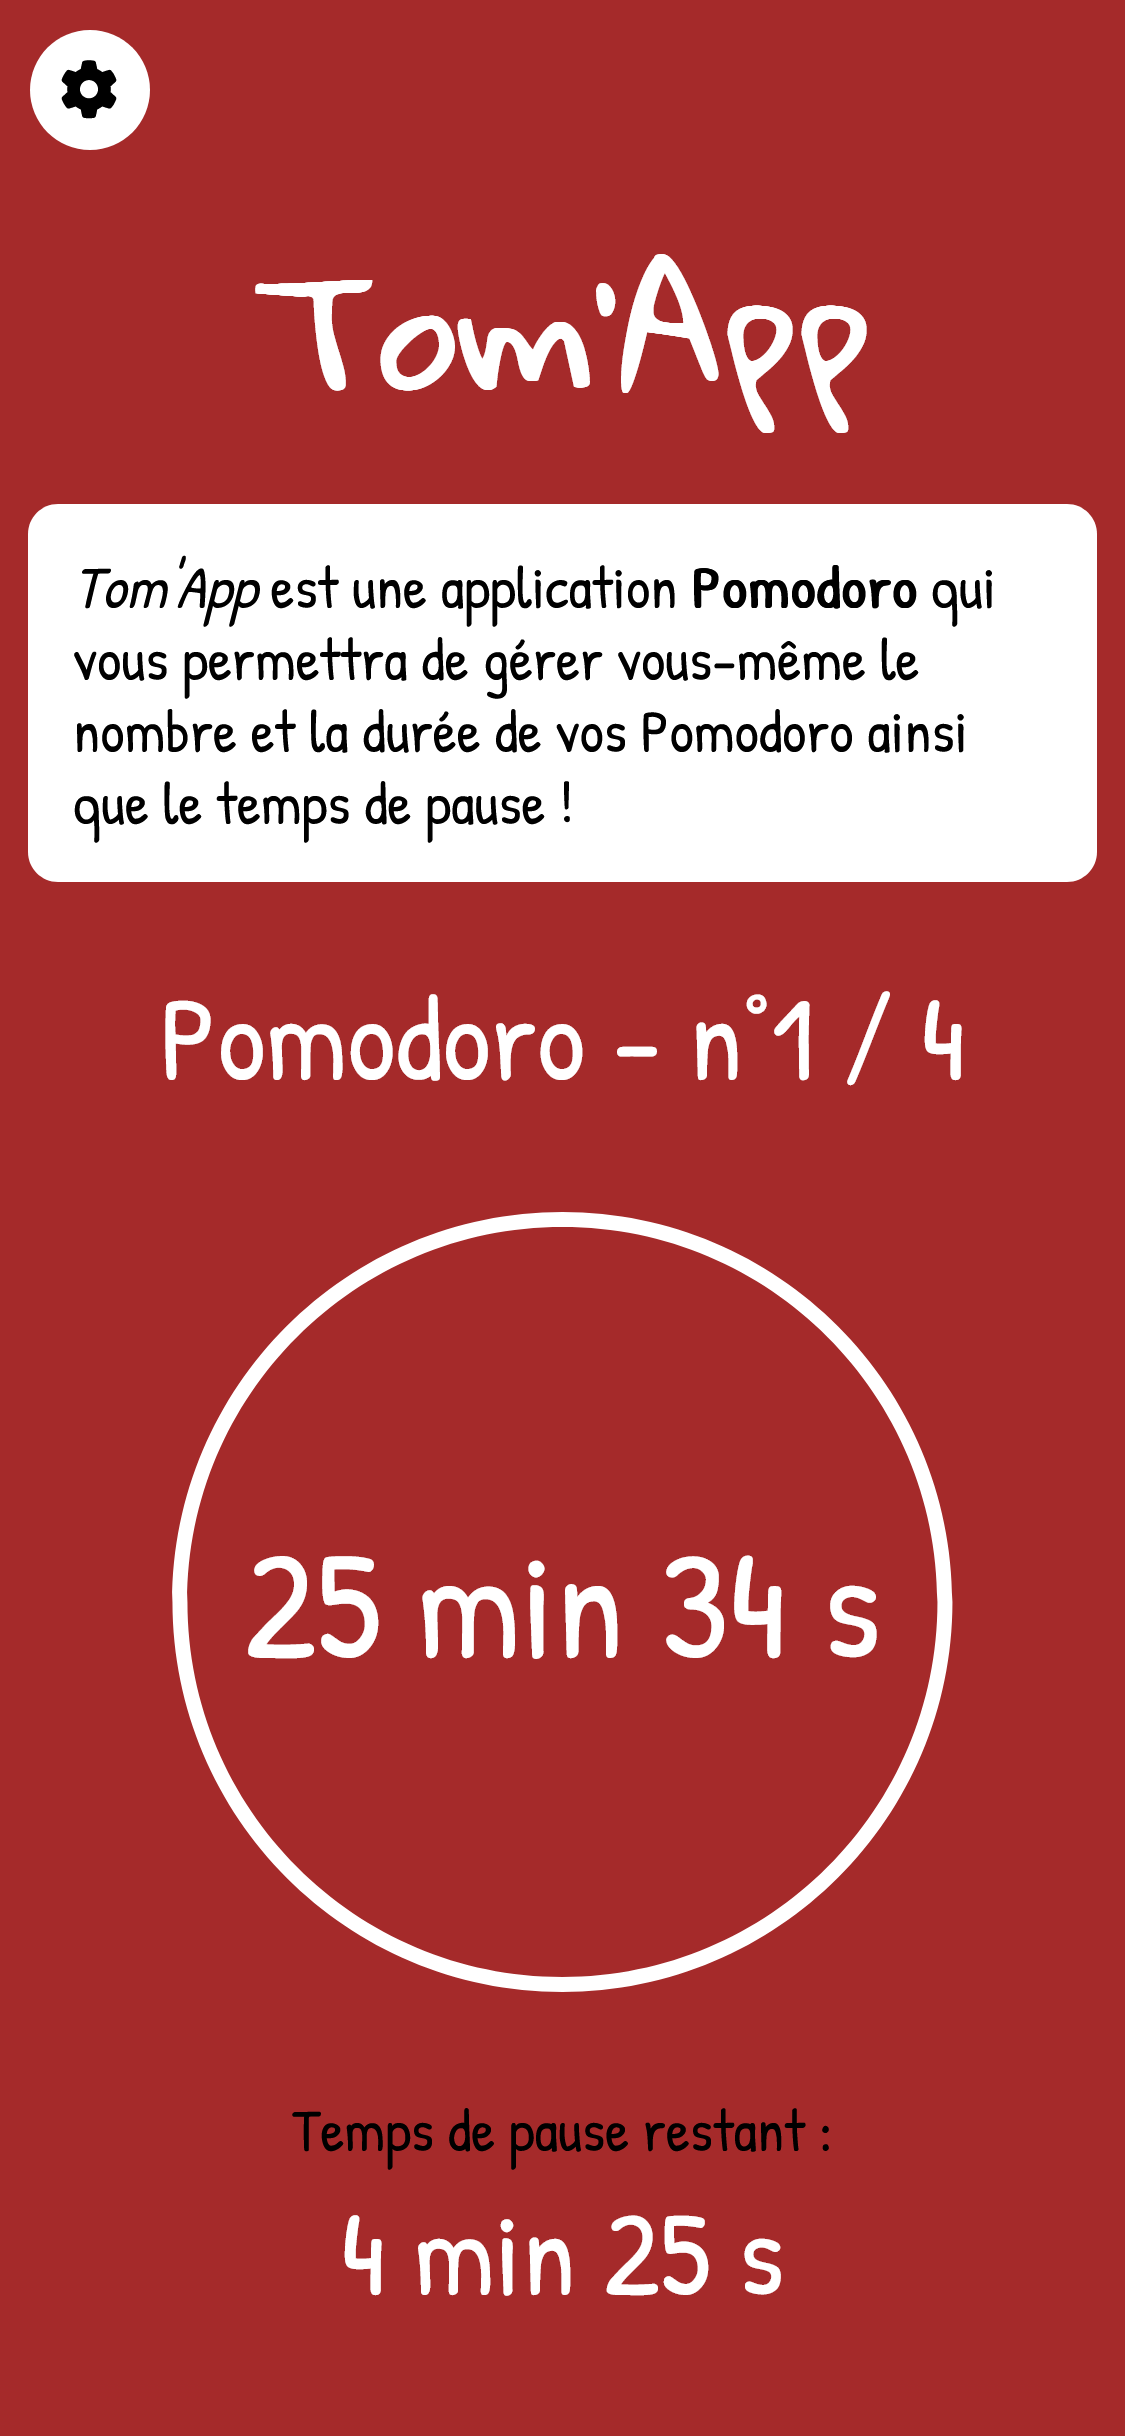 Tom'App
Tom'App est une application Pomodoro qui
vous permettra de gérer vous-même le
nombre et la durée de vos Pomodoro ainsi
que le temps de pause !
Pomodoro - n°1 / 4
25 min 34 s
Temps de pause restant :
4 min 25 s